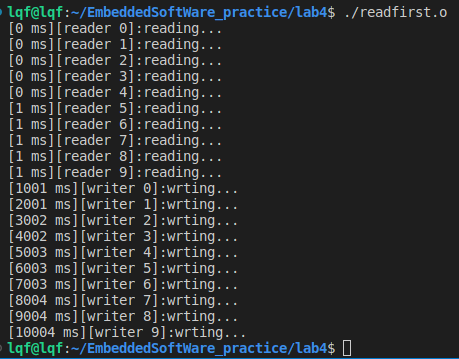 lqf@lqf:~/EmbeddedSoftWare_practice/lab4$ ./readfirst.o
[0 ms][reader 0]:reading...
[0 ms][reader 1]:reading...
[0 ms][reader 2]:reading...
[0 ms][reader 3]:reading...
[0 ms][reader 4]:reading...
[1 ms][reader 5]:reading...
[1 ms][reader 6]:reading...
[1 ms][reader 7]:reading...
[1 ms][reader 8]:reading...
[1 ms][reader 9]:reading...
[1001 ms][writer 0]:wrting...
[2001 ms][writer 1]:wrting...
[3002 ms][writer 2]:wrting...
[4002 ms][writer 3]:wrting...
[5003 ms][writer 4]:wrting...
[6003 ms][writer 5]:wrting...
[7003 ms][writer 6]:wrting...
[8004 ms][writer 7]:wrting...
[9004 ms][writer 8]:wrting...
[10004 ms][writer 9]:wrting...
lqf@lqf:~/EmbeddedSoftWare_practice/lab4$